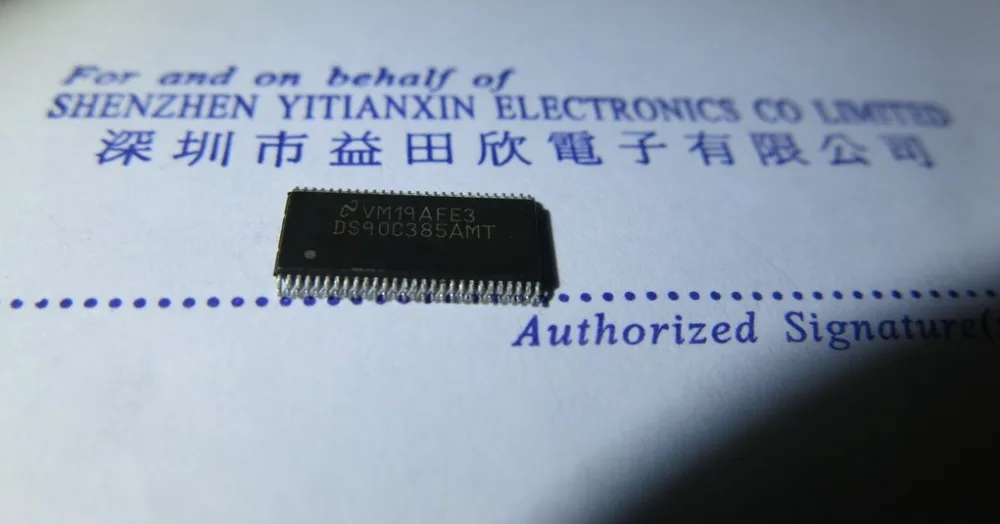 For and on behalf of
SHENZHEN YITIANXIN ELECTRONICS CO LIMITED
深圳市益田欣電子有限公司
VM19AFE3
DS90C385AMT
Authorized Signature(